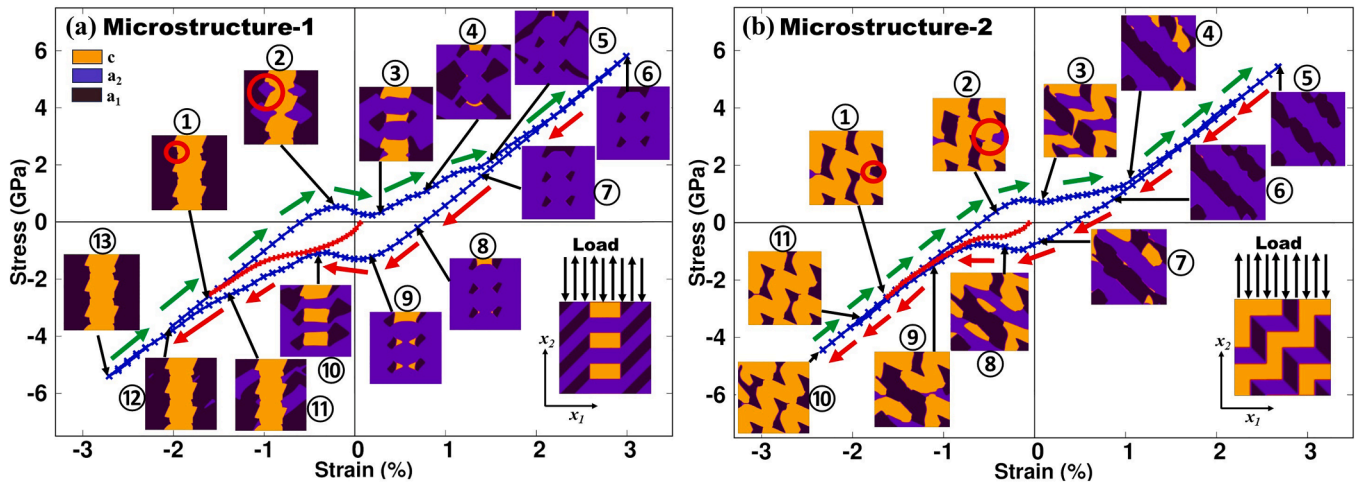 (a) Microstructure-1
c
a2
a1
6
4
2
0
-2
-4
-6
Stress (GPa)
-3 -2 -1 0 1 2 3
Strain (%)
① ② ③ ④ ⑤ ⑥ ⑦ ⑧ ⑨ ⑩ ⑪ ⑫ ⑬
Load
x2
x1
(b) Microstructure-2
6
4
2
0
-2
-4
-6
Stress (GPa)
-3 -2 -1 0 1 2 3
Strain (%)
① ② ③ ④ ⑤ ⑥ ⑦ ⑧ ⑨ ⑩ ⑪
Load
x2
x1